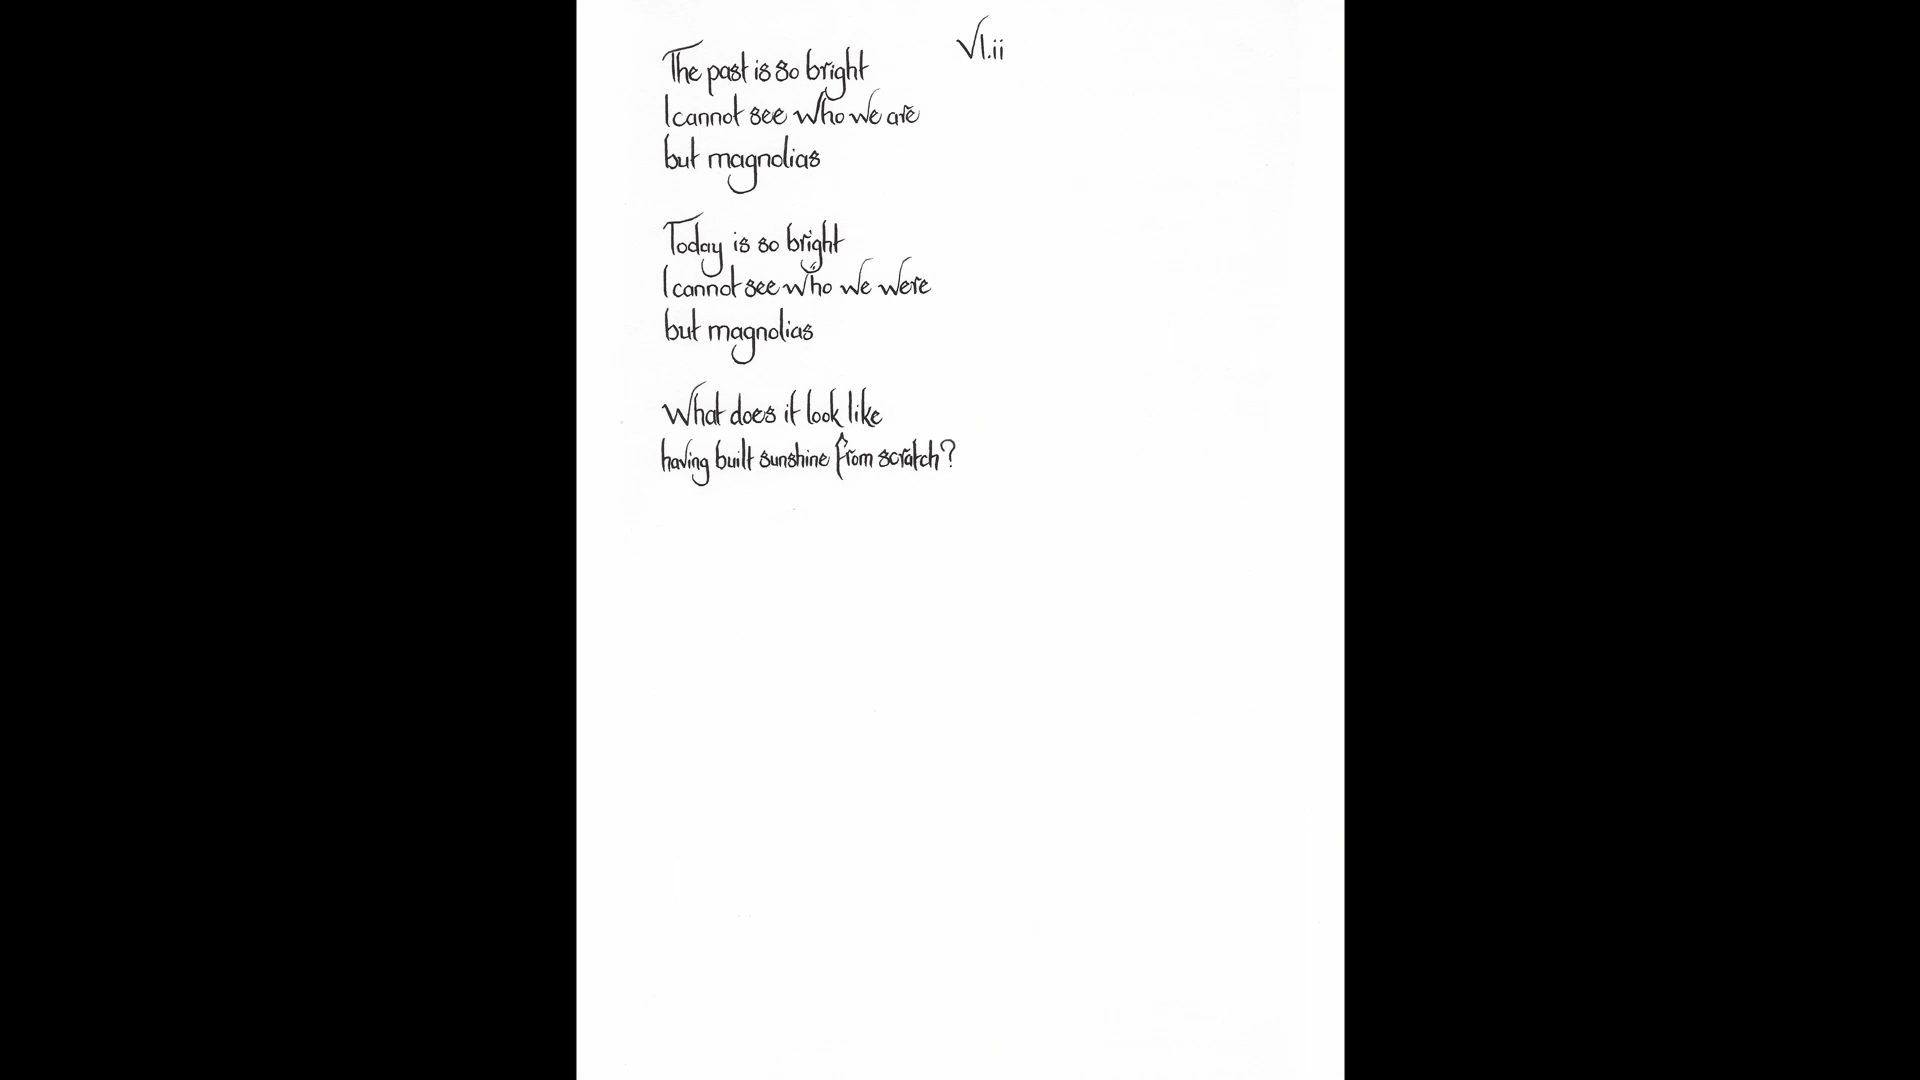 VI.ii
The past is so bright
I cannot see who we are
but magnolias
Today is so bright
I cannot see who we were
but magnolias
What does it look like
having built sunshine from scratch?